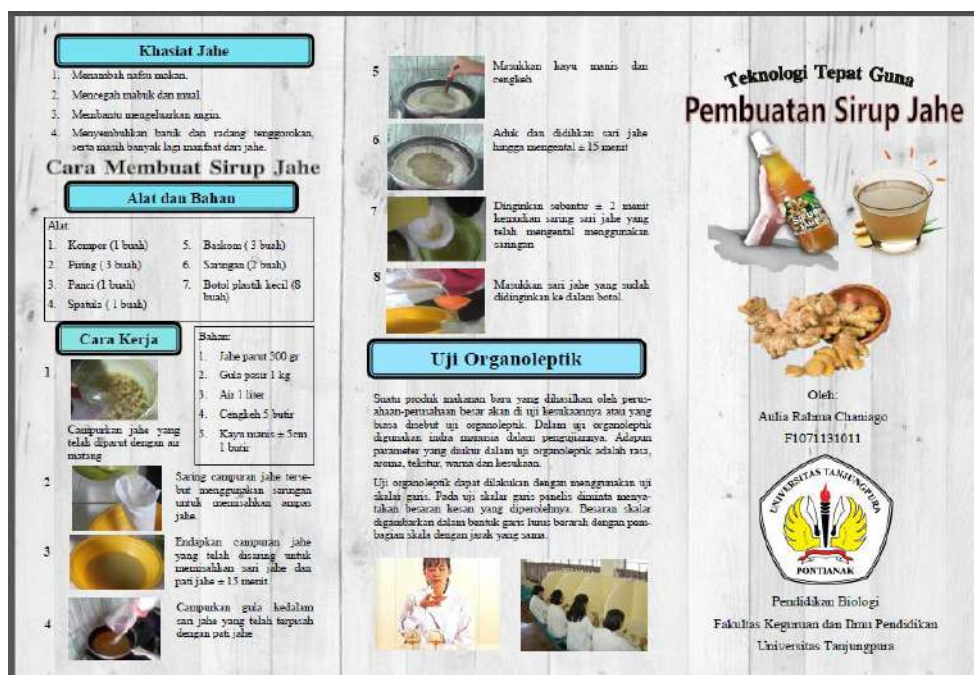 Khasiat Jahe
1. Menambah nafsu makan.
2. Mencegah mabuk dan mual.
3. Membantu mengeluarkan angin.
4. Menyembuhkan batuk dan radang tenggorokan,
serta masih banyak lagi manfaat dari jahe.
Cara Membuat Sirup Jahe
Alat dan Bahan
Alat:
1. Kompor (1 buah)
2. Piring ( 3 buah)
3. Panci (1 buah)
4. Spatula ( 1 buah)
5. Baskom ( 3 buah)
6. Saringan (2 buah)
7. Botol plastik kecil (8
buah)
Cara Kerja
Bahan:
1. Jahe parut 300 gr
2. Gula pasir 1 kg
3. Air 1 liter
4. Cengkeh 5 butir
5. Kayu manis ± 5cm
1 butir
1
Campurkan jahe yang
telah diparut dengan air
matang
2
Saring campuran jahe terse-
but menggunakan saringan
untuk memisahkan ampas
jahe.
3
Endapkan campuran jahe
yang telah disaring untuk
memisahkan sari jahe dan
pati jahe ± 15 menit
4
Campurkan gula kedalam
sari jahe yang telah terpisah
dengan pati jahe
5
Masukkan kayu manis dan
cengkeh
6
Aduk dan didihkan sari jahe
hingga mengental ± 15 menit
7
Dinginkan sebentar ± 2 menit
kemudian saring sari jahe yang
telah mengental menggunakan
saringan
8
Masukkan sari jahe yang sudah
didinginkan ke dalam botol.
Uji Organoleptik
Suatu produk makanan baru yang dihasilkan oleh perus-
ahaan-perusahaan besar akan di uji kesukaannya atau yang
biasa disebut uji organoleptik. Dalam uji organoleptik
digunakan indra manusia dalam pengujiannya. Adapun
parameter yang diukur dalam uji organoleptik adalah rasa,
aroma, tekstur, warna dan kesukaan.
Uji organoleptik dapat dilakukan dengan menggunakan uji
skalar garis. Pada uji skalar garis panelis diminta menya-
takan besaran kesan yang diperolehnya. Besaran skalar
digambarkan dalam bentuk garis lurus berarah dengan pem-
bagian skala dengan jarak yang sama.
Teknologi Tepat Guna
Pembuatan Sirup Jahe
Oleh:
Aulia Rahma Chaniago
F1071131011
UNIVERSITAS TANJUNGPURA
PONTIANAK
Pendidikan Biologi
Fakultas Keguruan dan Ilmu Pendidikan
Universitas Tanjungpura